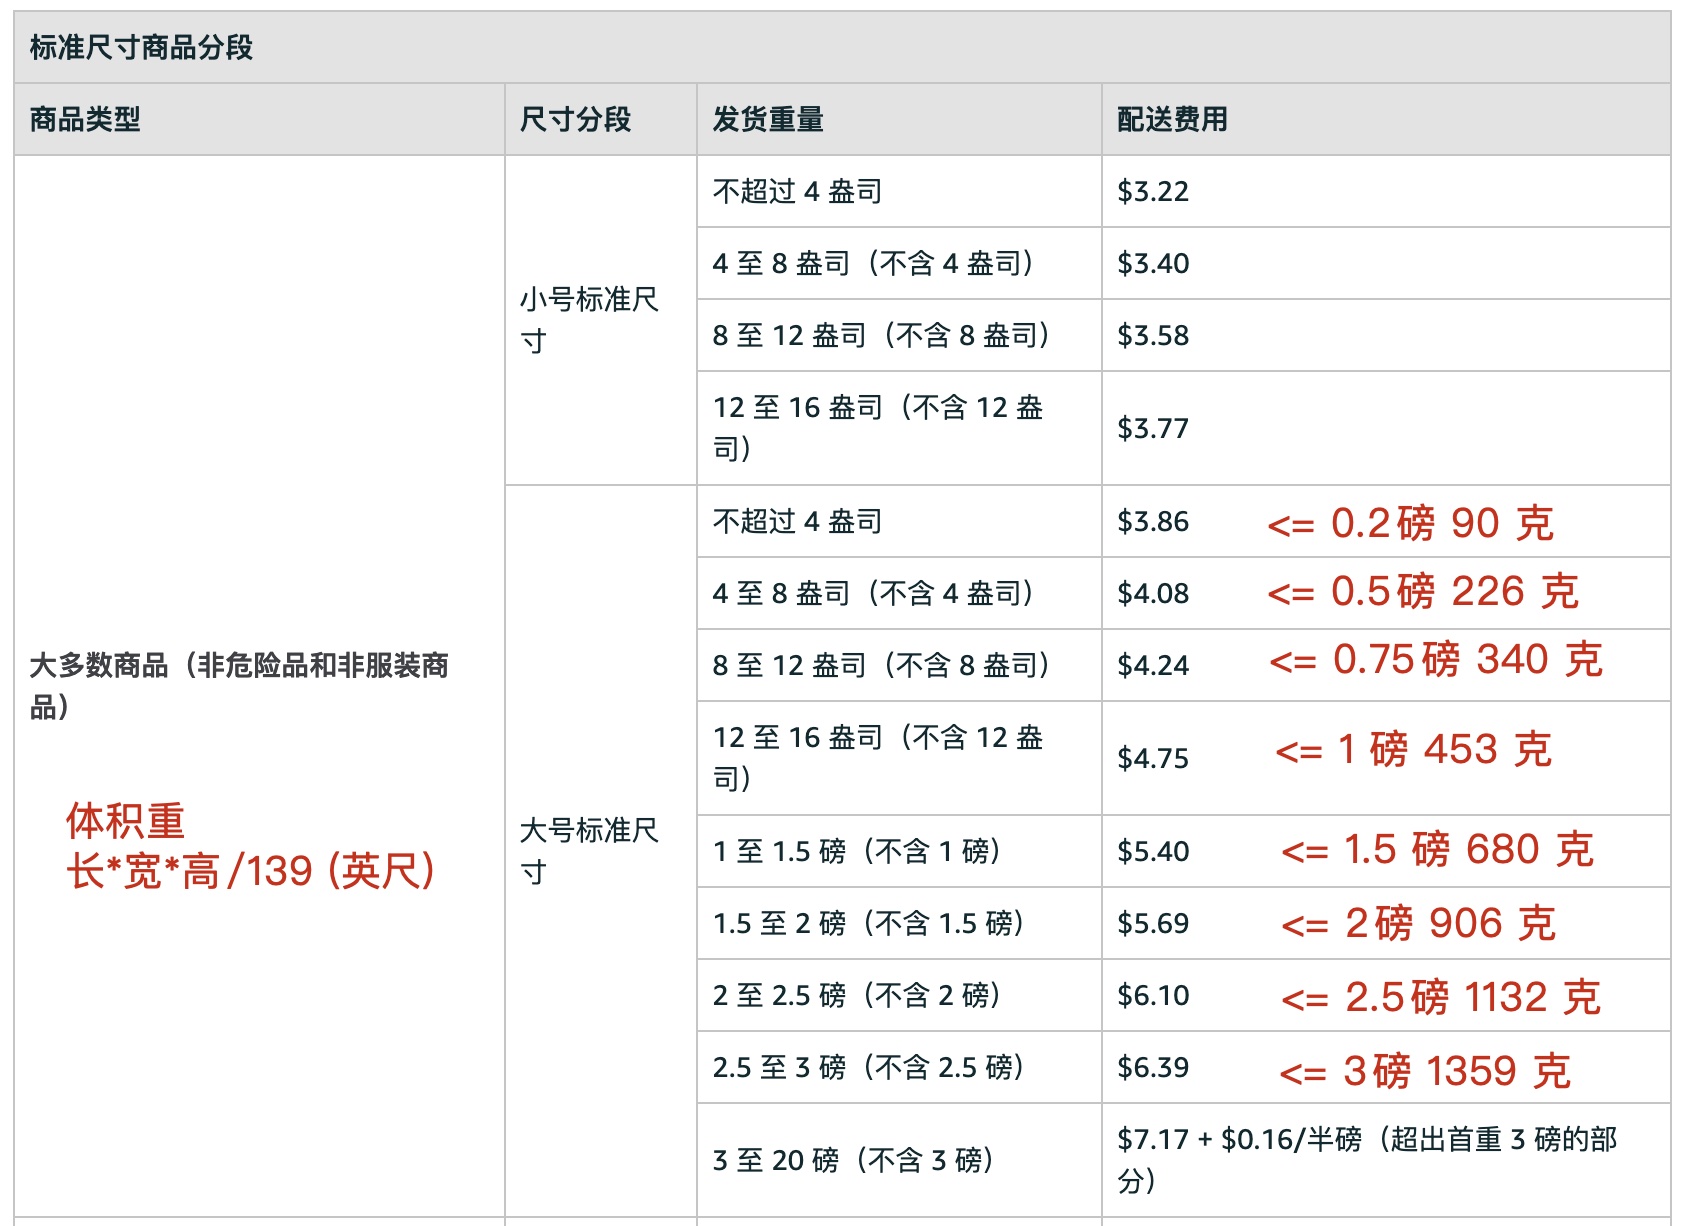 标准尺寸商品分段
商品类型
尺寸分段
发货重量
配送费用
大多数商品（非危险品和非服装商
品）
体积重
长*宽*高/139 (英尺)
小号标准尺
寸
不超过 4 盎司
$3.22
4 至 8 盎司（不含 4 盎司）
$3.40
8 至 12 盎司（不含 8 盎司）
$3.58
12 至 16 盎司（不含 12 盎
司）
$3.77
大号标准尺
寸
不超过 4 盎司
$3.86
<= 0.2磅 90 克
4 至 8 盎司（不含 4 盎司）
$4.08
<= 0.5磅 226 克
8 至 12 盎司（不含 8 盎司）
$4.24
<= 0.75磅 340 克
12 至 16 盎司（不含 12 盎
司）
$4.75
<= 1 磅 453 克
1 至 1.5 磅（不含 1 磅）
$5.40
<= 1.5 磅 680 克
1.5 至 2 磅（不含 1.5 磅）
$5.69
<= 2磅 906 克
2 至 2.5 磅（不含 2 磅）
$6.10
<= 2.5磅 1132 克
2.5 至 3 磅（不含 2.5 磅）
$6.39
<= 3磅 1359 克
3 至 20 磅（不含 3 磅）
$7.17 + $0.16/半磅（超出首重 3 磅的部
分）